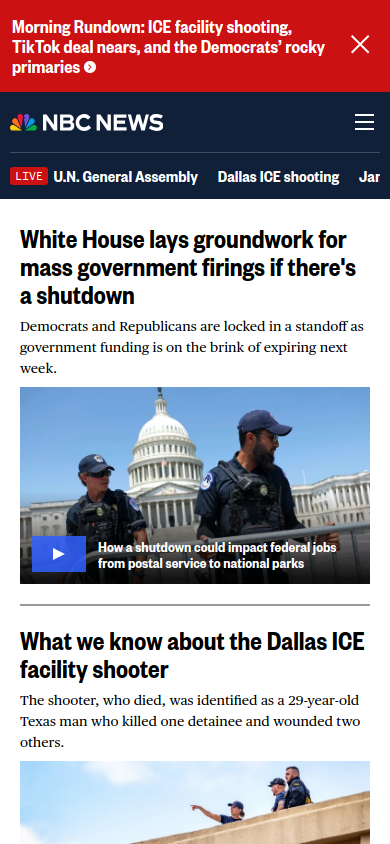 Morning Rundown: ICE facility shooting,
TikTok deal nears, and the Democrats’ rocky
primaries
NBC NEWS
LIVE U.N. General Assembly Dallas ICE shooting
White House lays groundwork for
mass government firings if there's
a shutdown
Democrats and Republicans are locked in a standoff as
government funding is on the brink of expiring next
week.
How a shutdown could impact federal jobs
from postal service to national parks
What we know about the Dallas ICE
facility shooter
The shooter, who died, was identified as a 29-year-old
Texas man who killed one detainee and wounded two
others.